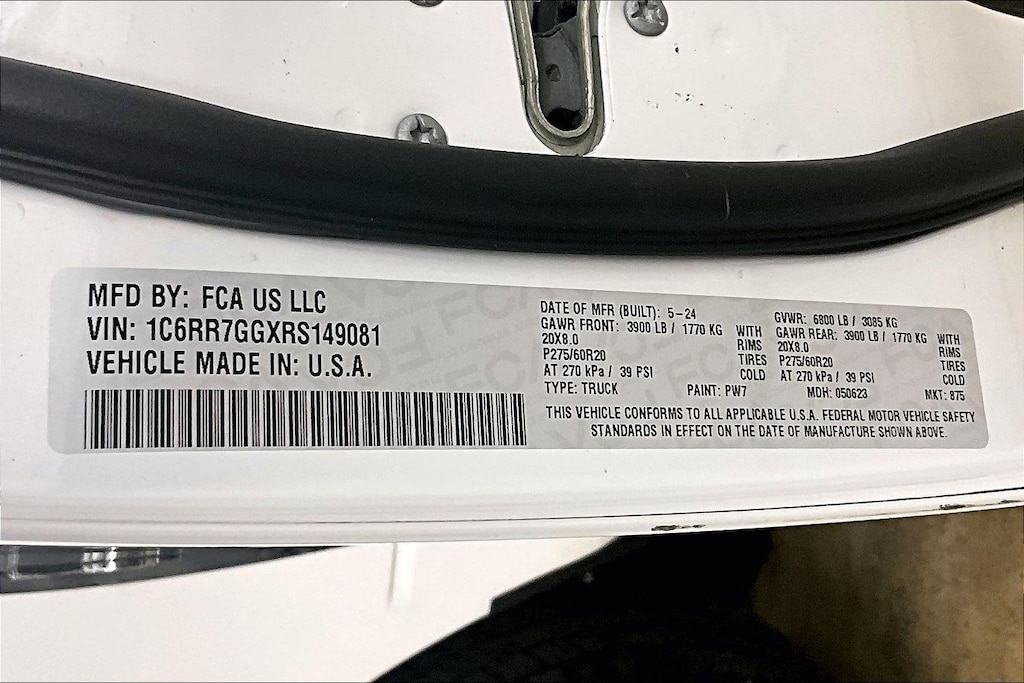 MFD BY: FCA US LLC
VIN: 1C6RR7GGXRS149081
VEHICLE MADE IN: U.S.A.
DATE OF MFR (BUILT): 5-24
GVWR: 6800 LB / 3085 KG
GAWR FRONT: 3900 LB / 1770 KG WITH
20X8.0 RIMS
P275/60R20 TIRES
AT 270 kPa / 39 PSI COLD
GAWR REAR: 3900 LB / 1770 KG WITH
20X8.0 RIMS
P275/60R20 TIRES
AT 270 kPa / 39 PSI COLD
TYPE: TRUCK PAINT: PW7 MDH: 050623 MKT: 875
THIS VEHICLE CONFORMS TO ALL APPLICABLE U.S.A. FEDERAL MOTOR VEHICLE SAFETY
STANDARDS IN EFFECT ON THE DATE OF MANUFACTURE SHOWN ABOVE.